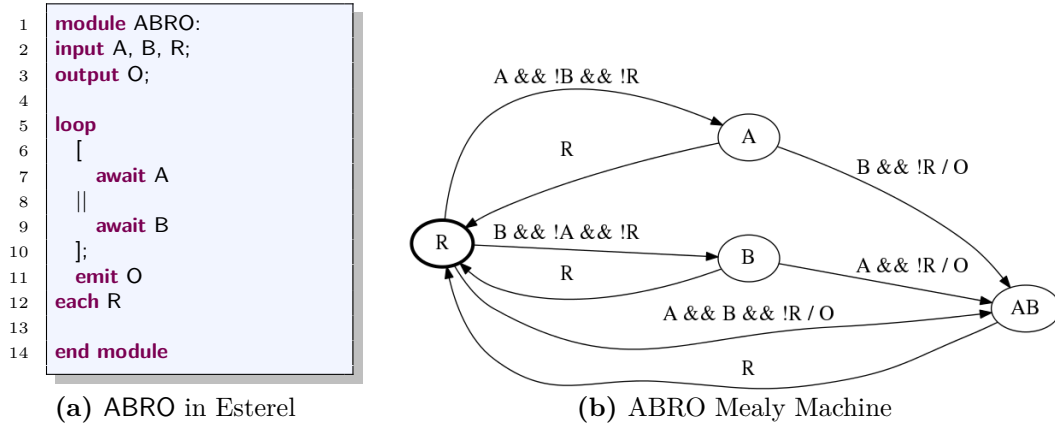 1 module ABRO:
2 input A, B, R;
3 output O;
4
5 loop
6 [
7 await A
8 ||
9 await B
10 ];
11 emit O
12 each R
13
14 end module
(a) ABRO in Esterel
A && !B && !R
A
R
B && !R / O
R
B && !A && !R
B
R
A && !R / O
AB
A && B && !R / O
R
(b) ABRO Mealy Machine